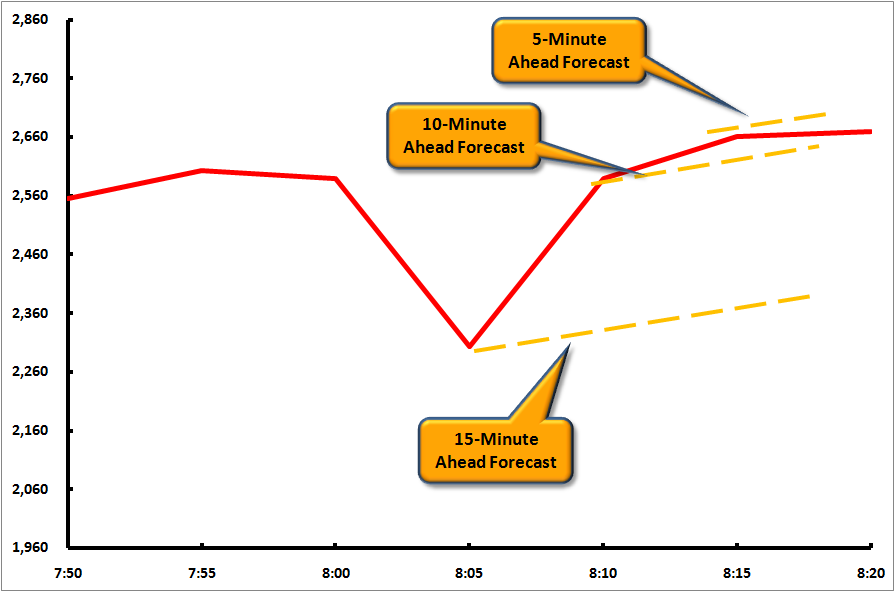 2,860
2,760
2,660
2,560
2,460
2,360
2,260
2,160
2,060
1,960
5-Minute
Ahead Forecast
10-Minute
Ahead Forecast
15-Minute
Ahead Forecast
7:50 7:55 8:00 8:05 8:10 8:15 8:20